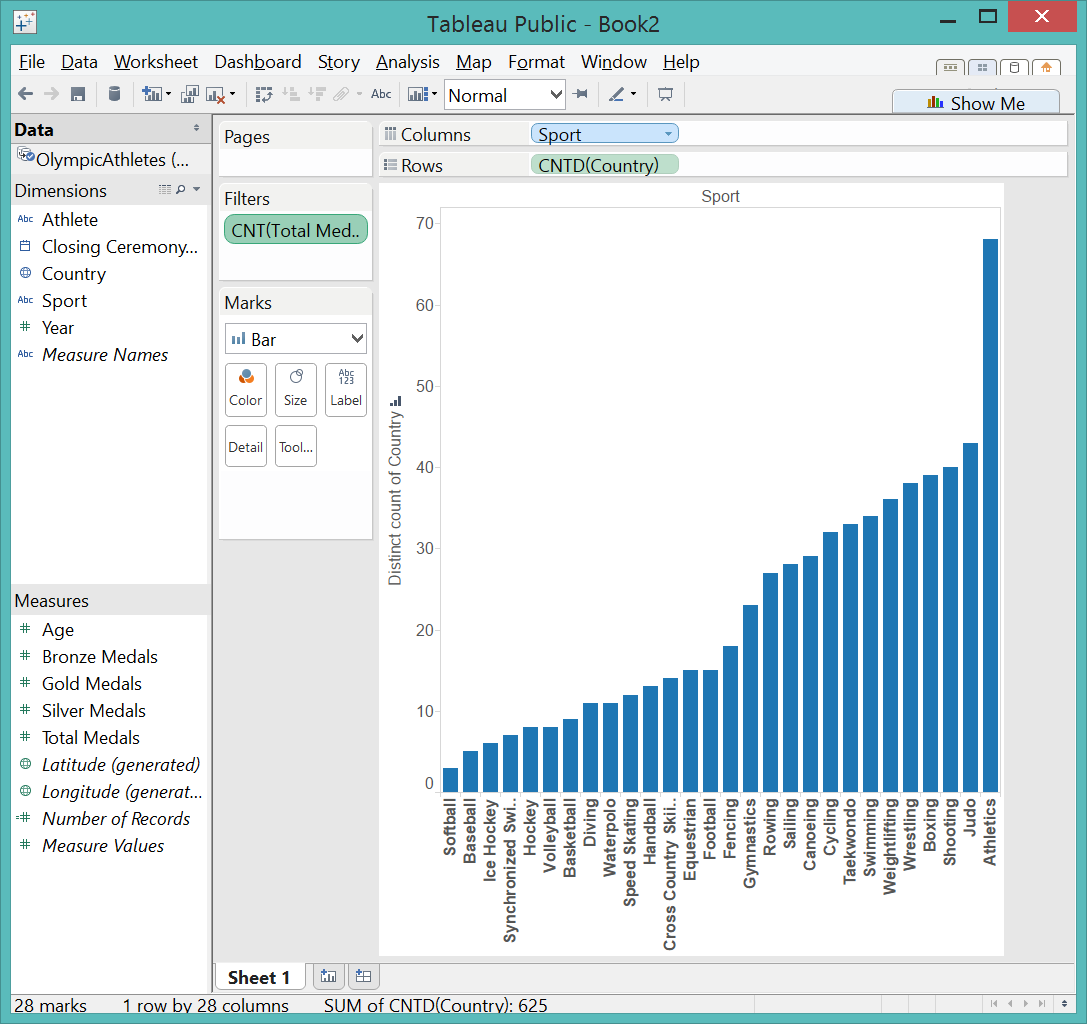 Tableau Public - Book2
File Data Worksheet Dashboard Story Analysis Map Format Window Help
Abc Normal
Show Me
Data
OlympicAthletes (...
Dimensions
Abc Athlete
Closing Ceremony...
Country
Abc Sport
# Year
Abc Measure Names
Measures
# Age
# Bronze Medals
# Gold Medals
# Silver Medals
# Total Medals
Latitude (generated)
Longitude (generat...
=# Number of Records
# Measure Values
Pages
Filters
CNT(Total Med..
Marks
Bar
Color
Size
Abc
123
Label
Detail
Tool...
Columns Sport
Rows CNTD(Country)
Sport
Distinct count of Country
70
60
50
40
30
20
10
0
Softball
Baseball
Ice Hockey
Synchronized Swi..
Hockey
Volleyball
Basketball
Diving
Waterpolo
Speed Skating
Handball
Cross Country Skii..
Equestrian
Football
Fencing
Gymnastics
Rowing
Sailing
Canoeing
Cycling
Taekwondo
Swimming
Weightlifting
Wrestling
Boxing
Shooting
Judo
Athletics
Sheet 1
28 marks 1 row by 28 columns SUM of CNTD(Country): 625